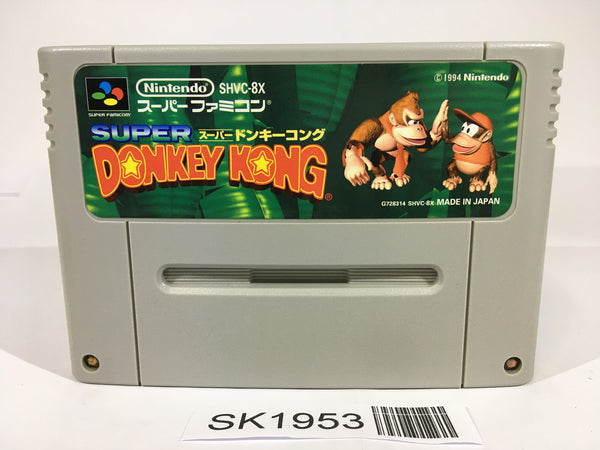 SUPER FAMICOM
Nintendo SHVC-8X
スーパーファミコン®
© 1994 Nintendo
SUPER スーパードンキーコング
DONKEY KONG®
G728314 SHVC-8X MADE IN JAPAN
SK1953